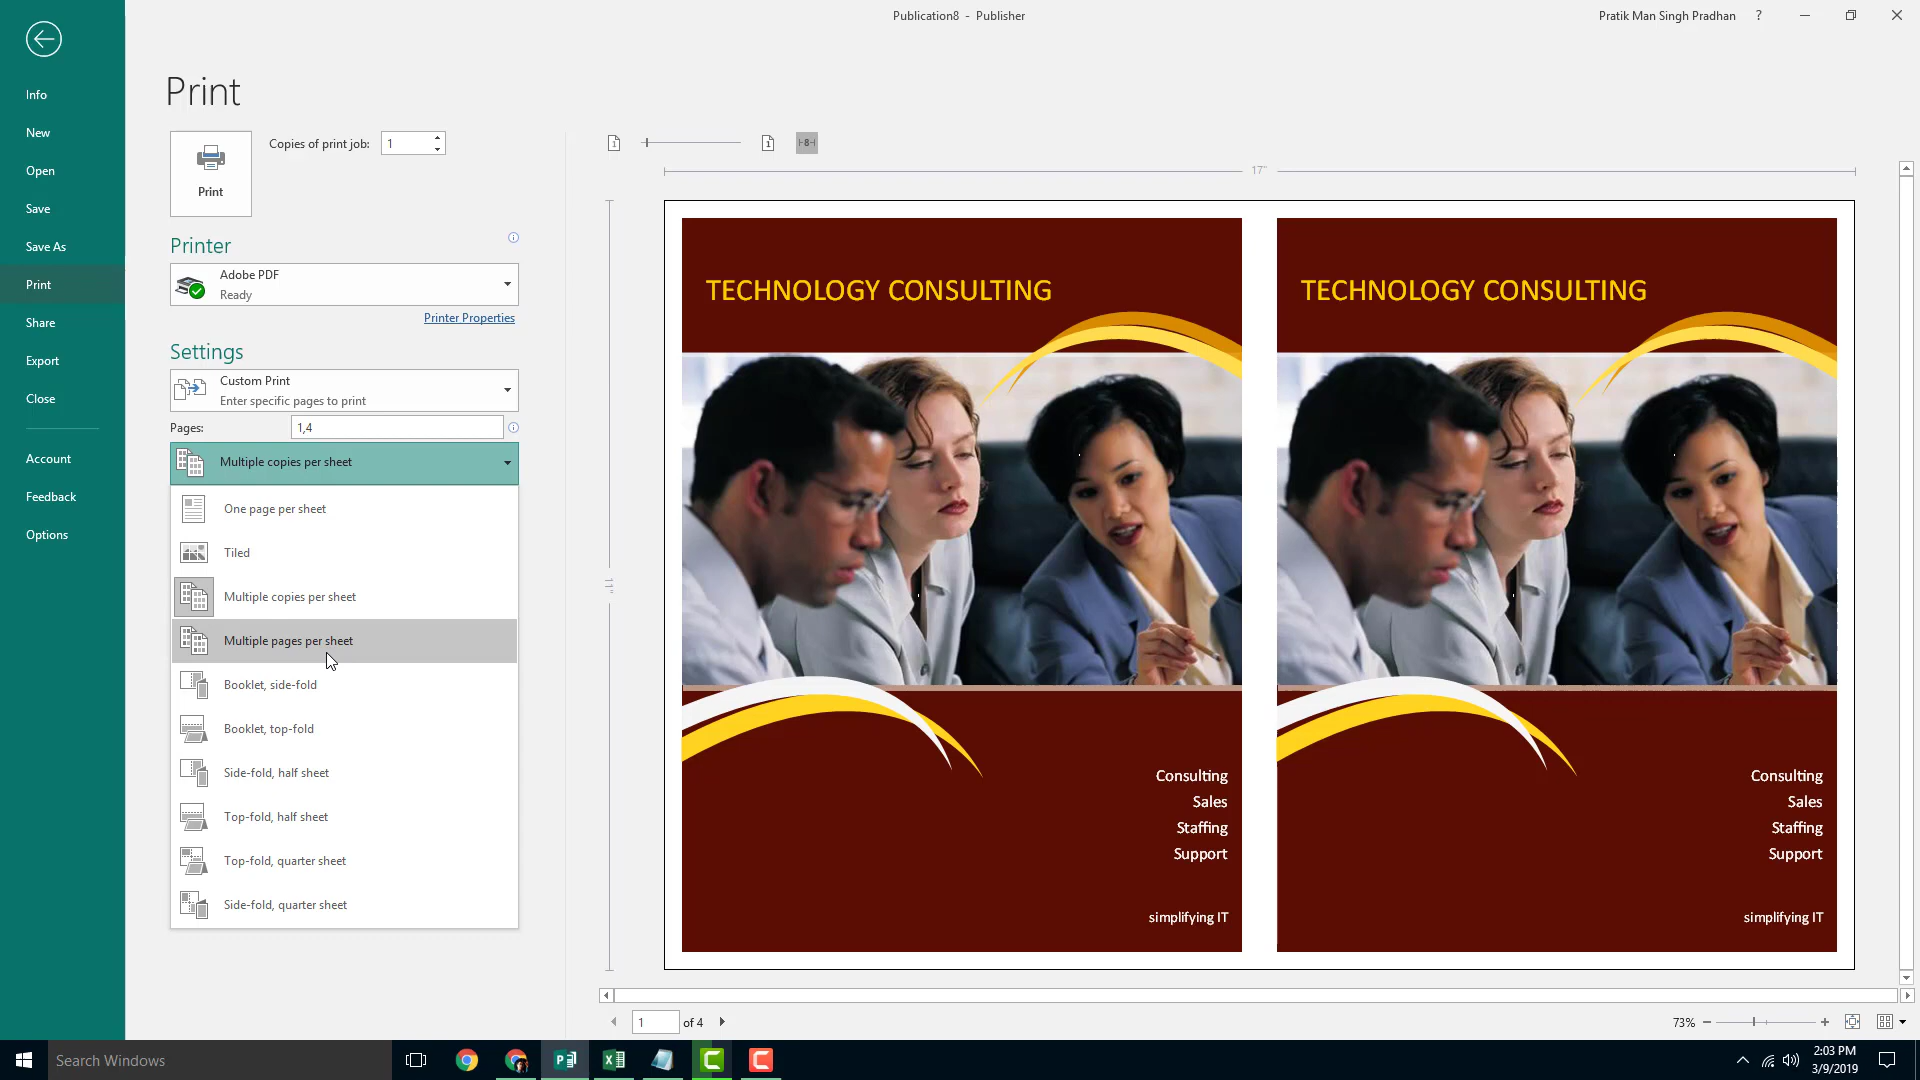 Publication8 - Publisher
Pratik Man Singh Pradhan
?
Info
New
Open
Save
Save As
Print
Share
Export
Close
Account
Feedback
Options
Print
Print
Copies of print job: 1
Printer
Adobe PDF
Ready
Printer Properties
Settings
Custom Print
Enter specific pages to print
Pages: 1,4
Multiple copies per sheet
One page per sheet
Tiled
Multiple copies per sheet
Multiple pages per sheet
Booklet, side-fold
Booklet, top-fold
Side-fold, half sheet
Top-fold, half sheet
Top-fold, quarter sheet
Side-fold, quarter sheet
1
1
8
17"
11"
TECHNOLOGY CONSULTING
Consulting
Sales
Staffing
Support
simplifying IT
TECHNOLOGY CONSULTING
Consulting
Sales
Staffing
Support
simplifying IT
1 of 4
73%
Search Windows
2:03 PM
3/9/2019